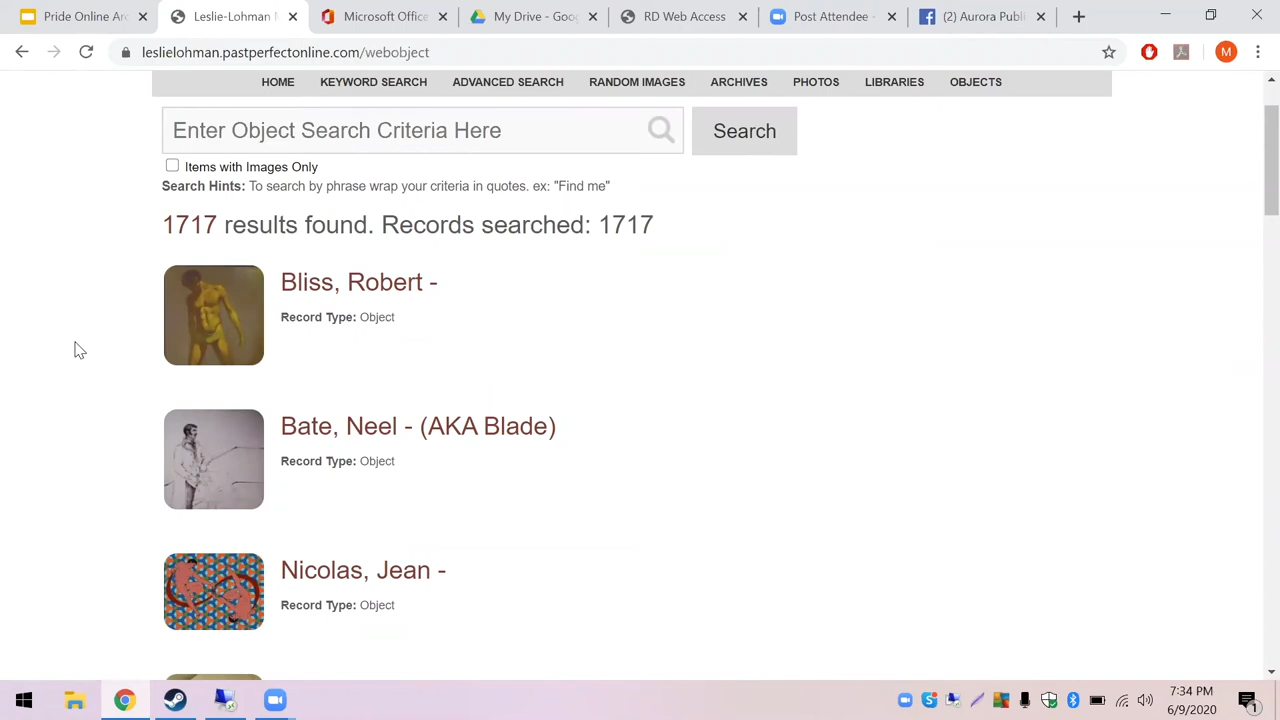 Pride Online Arc
Leslie-Lohman M
Microsoft Office
My Drive - Goo
RD Web Access
Post Attendee -
(2) Aurora Publ
leslielohman.pastperfectonline.com/webobject
M
HOME KEYWORD SEARCH ADVANCED SEARCH RANDOM IMAGES ARCHIVES PHOTOS LIBRARIES OBJECTS
Enter Object Search Criteria Here
Search
Items with Images Only
Search Hints: To search by phrase wrap your criteria in quotes. ex: "Find me"
1717 results found. Records searched: 1717
Bliss, Robert -
Record Type: Object
Bate, Neel - (AKA Blade)
Record Type: Object
Nicolas, Jean -
Record Type: Object
7:34 PM
6/9/2020
1